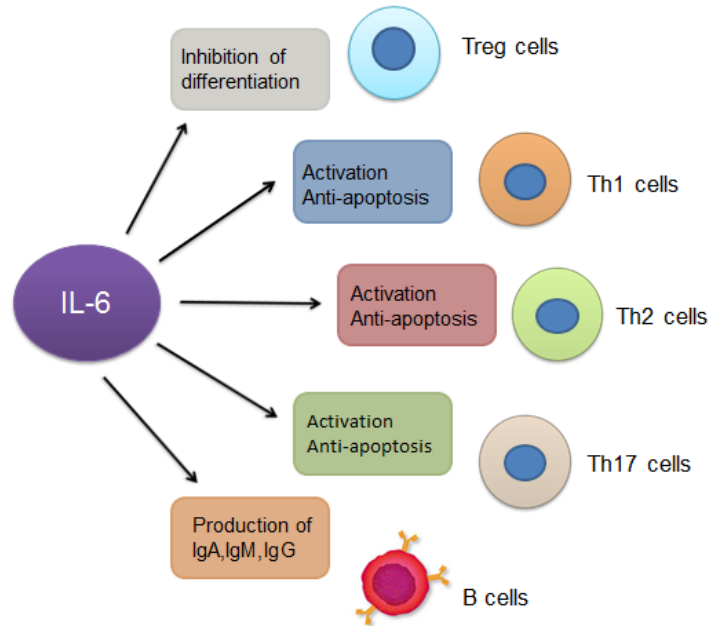 Inhibition of
differentiation
Treg cells
Activation
Anti-apoptosis
Th1 cells
IL-6
Activation
Anti-apoptosis
Th2 cells
Activation
Anti-apoptosis
Th17 cells
Production of
IgA,IgM,IgG
B cells